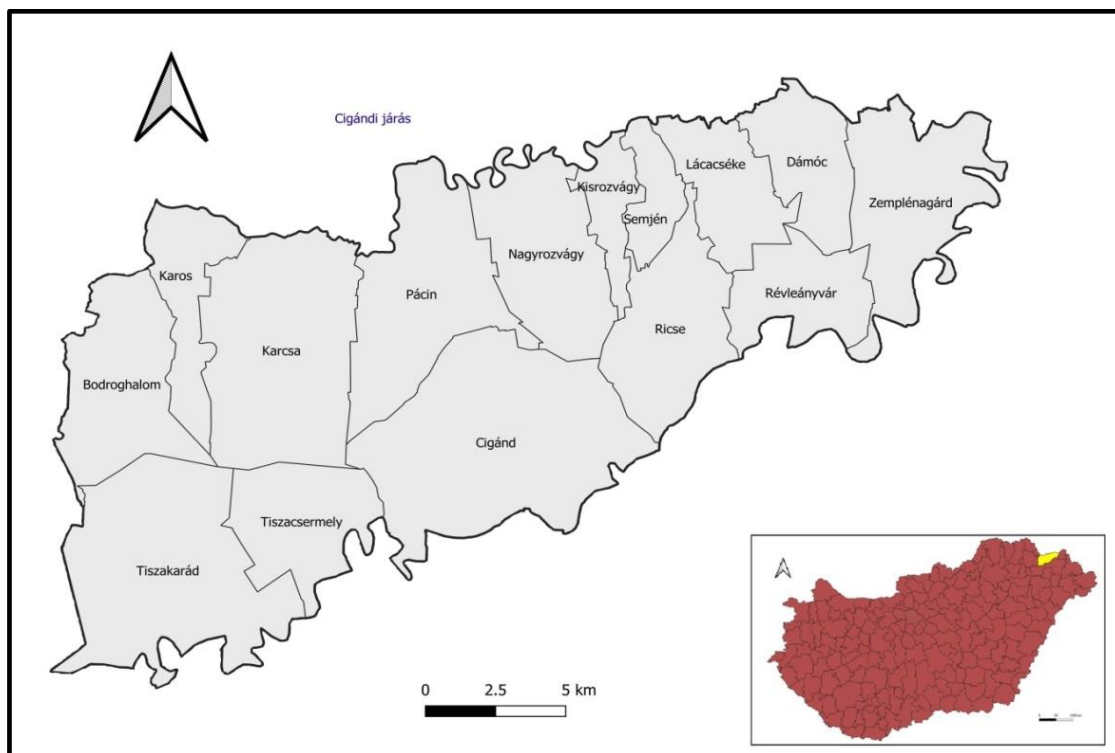 Cigándi járás
Lácacséke
Dámóc
Kisrozvágy
Zemplénagárd
Semjén
Nagyrozvágy
Karos
Pácin
Révleányvár
Ricse
Karcsa
Bodroghalom
Cigánd
Tiszacsermely
Tiszakarád
0 2.5 5 km